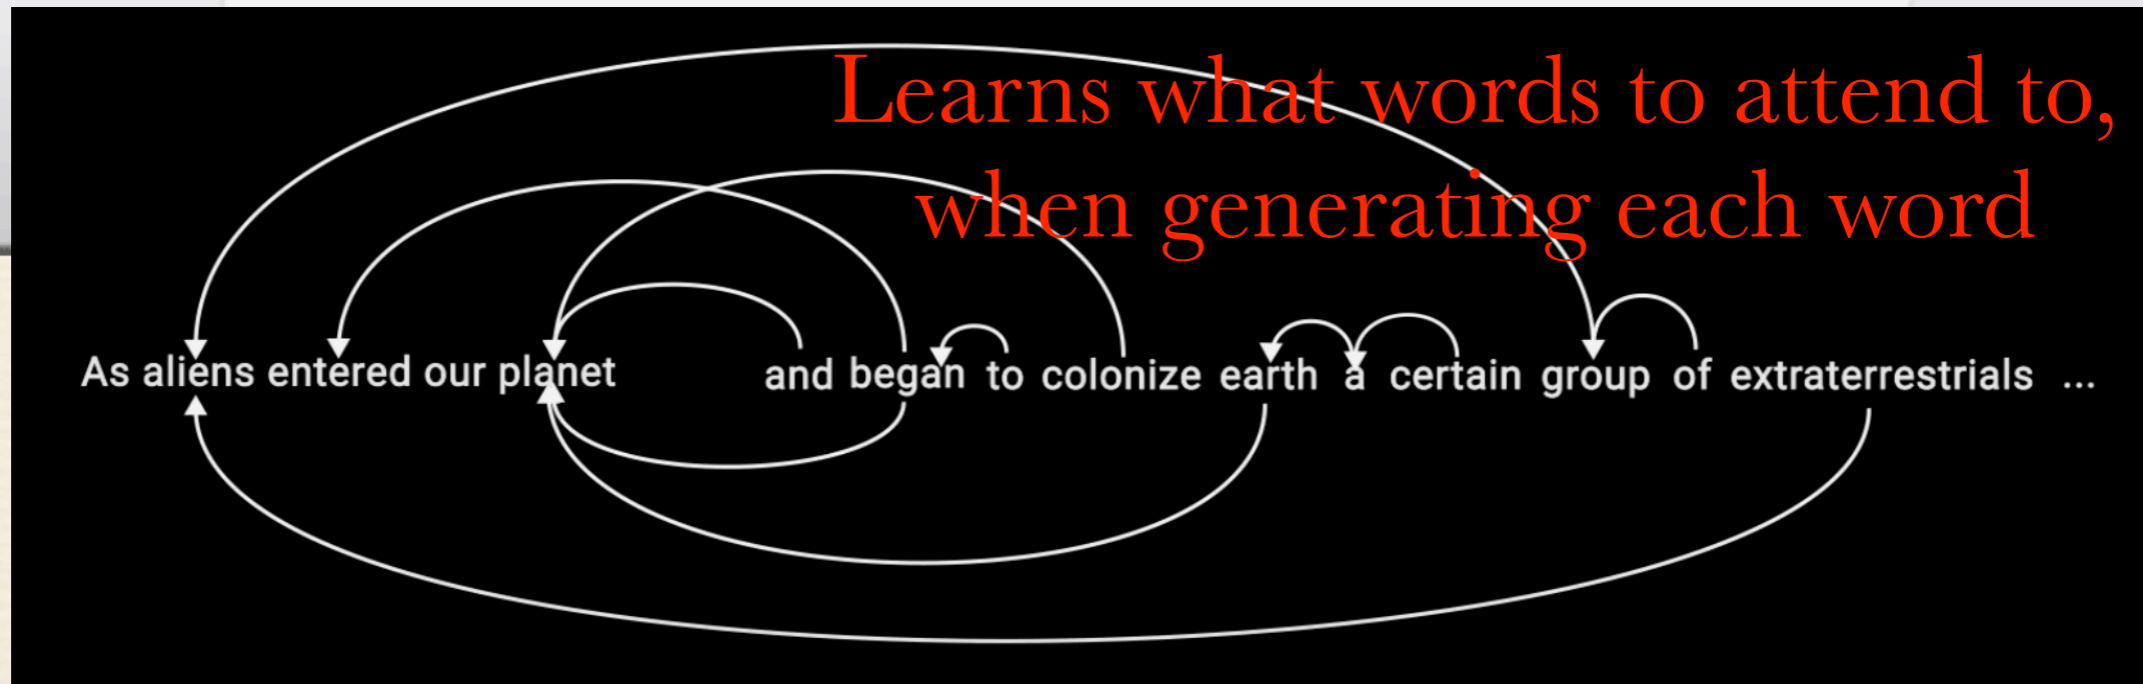 Learns what words to attend to,
when generating each word
As aliens entered our planet and began to colonize earth a certain group of extraterrestrials ...